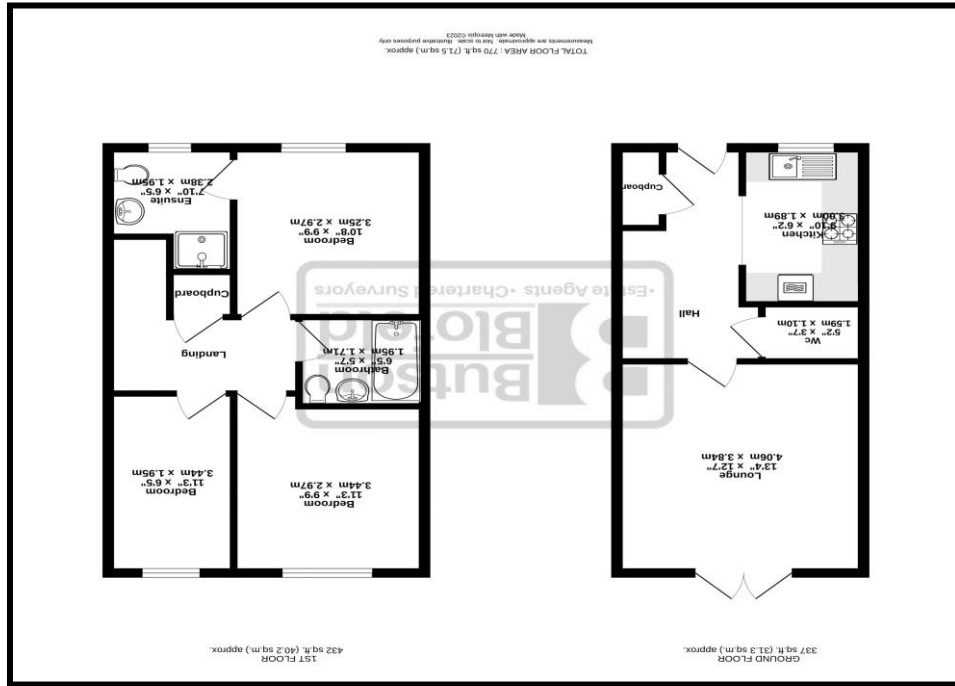 GROUND FLOOR
337 sq.ft. (31.3 sq.m.) approx.
Lounge
13'4" x 12'7"
4.06m x 3.84m
Wc
5'2" x 3'7"
1.59m x 1.10m
Hall
Kitchen
9'10" x 6'2"
3.00m x 1.89m
Cupboard
1ST FLOOR
432 sq.ft. (40.2 sq.m.) approx.
Bedroom
11'3" x 9'9"
3.44m x 2.97m
Bedroom
11'3" x 6'5"
3.44m x 1.95m
Bathroom
6'5" x 5'7"
1.95m x 1.71m
Landing
Cupboard
Bedroom
10'8" x 9'9"
3.25m x 2.97m
Ensuite
7'10" x 6'5"
2.38m x 1.95m
Butson
Blofeld
•Estate Agents •Chartered Surveyors
TOTAL FLOOR AREA : 770 sq.ft. (71.5 sq.m.) approx.
Measurements are approximate. Not to scale. Illustrative purposes only
Made with Metropix ©2023